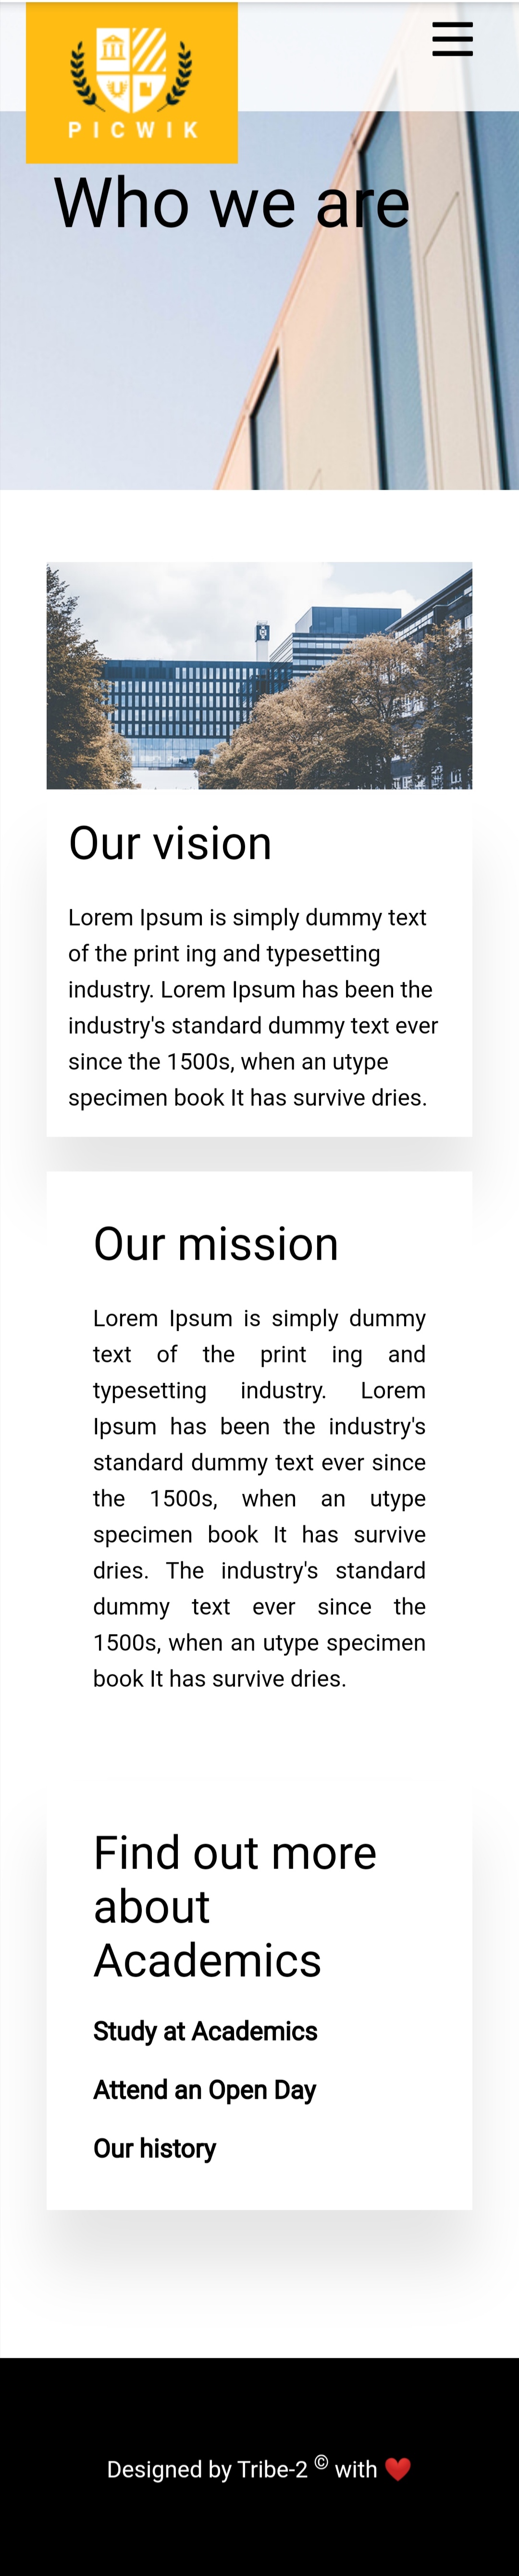 PICWIK
Who we are
Our vision
Lorem Ipsum is simply dummy text
of the print ing and typesetting
industry. Lorem Ipsum has been the
industry's standard dummy text ever
since the 1500s, when an utype
specimen book It has survive dries.
Our mission
Lorem Ipsum is simply dummy
text of the print ing and
typesetting industry. Lorem
Ipsum has been the industry's
standard dummy text ever since
the 1500s, when an utype
specimen book It has survive
dries. The industry's standard
dummy text ever since the
1500s, when an utype specimen
book It has survive dries.
Find out more
about
Academics
Study at Academics
Attend an Open Day
Our history
Designed by Tribe-2 © with ❤️